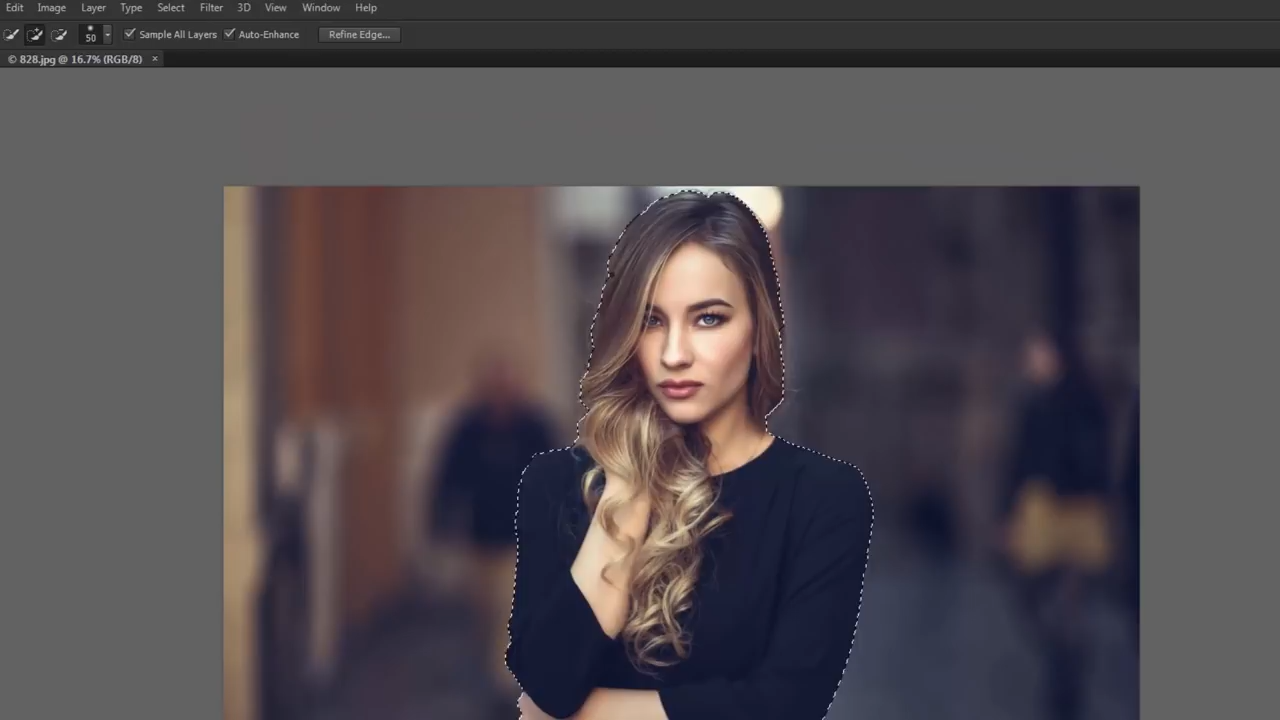 Edit Image Layer Type Select Filter 3D View Window Help
50 Sample All Layers Auto-Enhance Refine Edge...
© 828.jpg @ 16.7% (RGB/8) ×